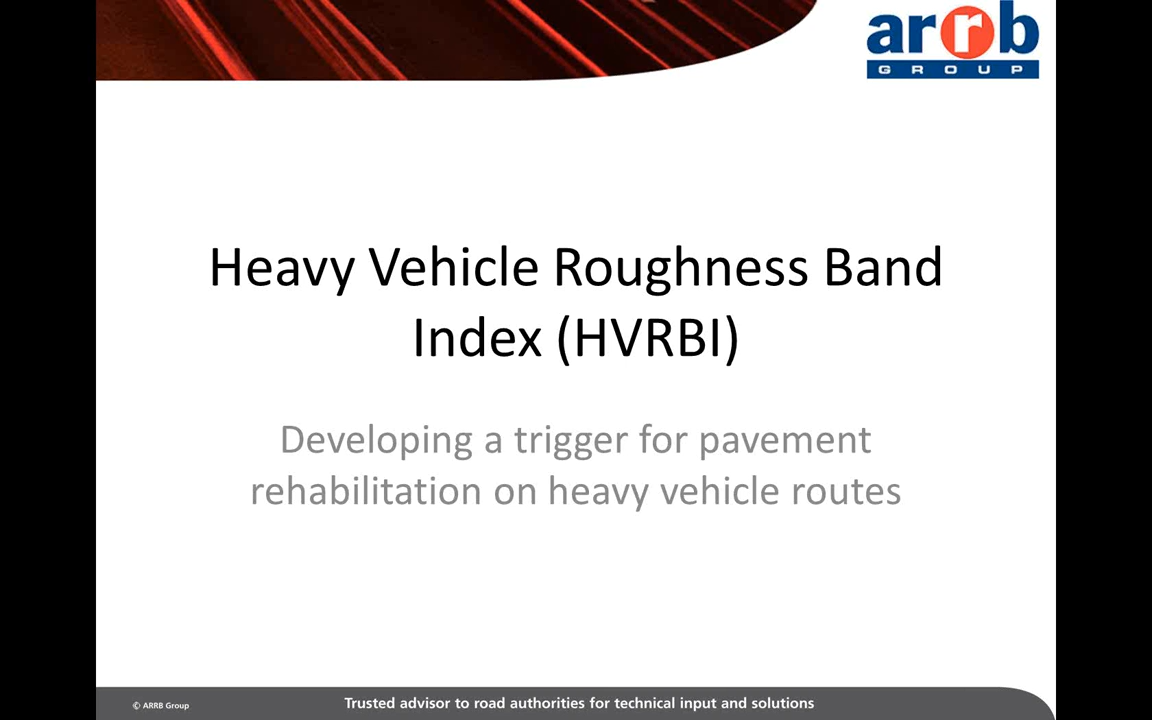 arrb
GROUP
Heavy Vehicle Roughness Band
Index (HVRBI)
Developing a trigger for pavement
rehabilitation on heavy vehicle routes
© ARRB Group
Trusted advisor to road authorities for technical input and solutions